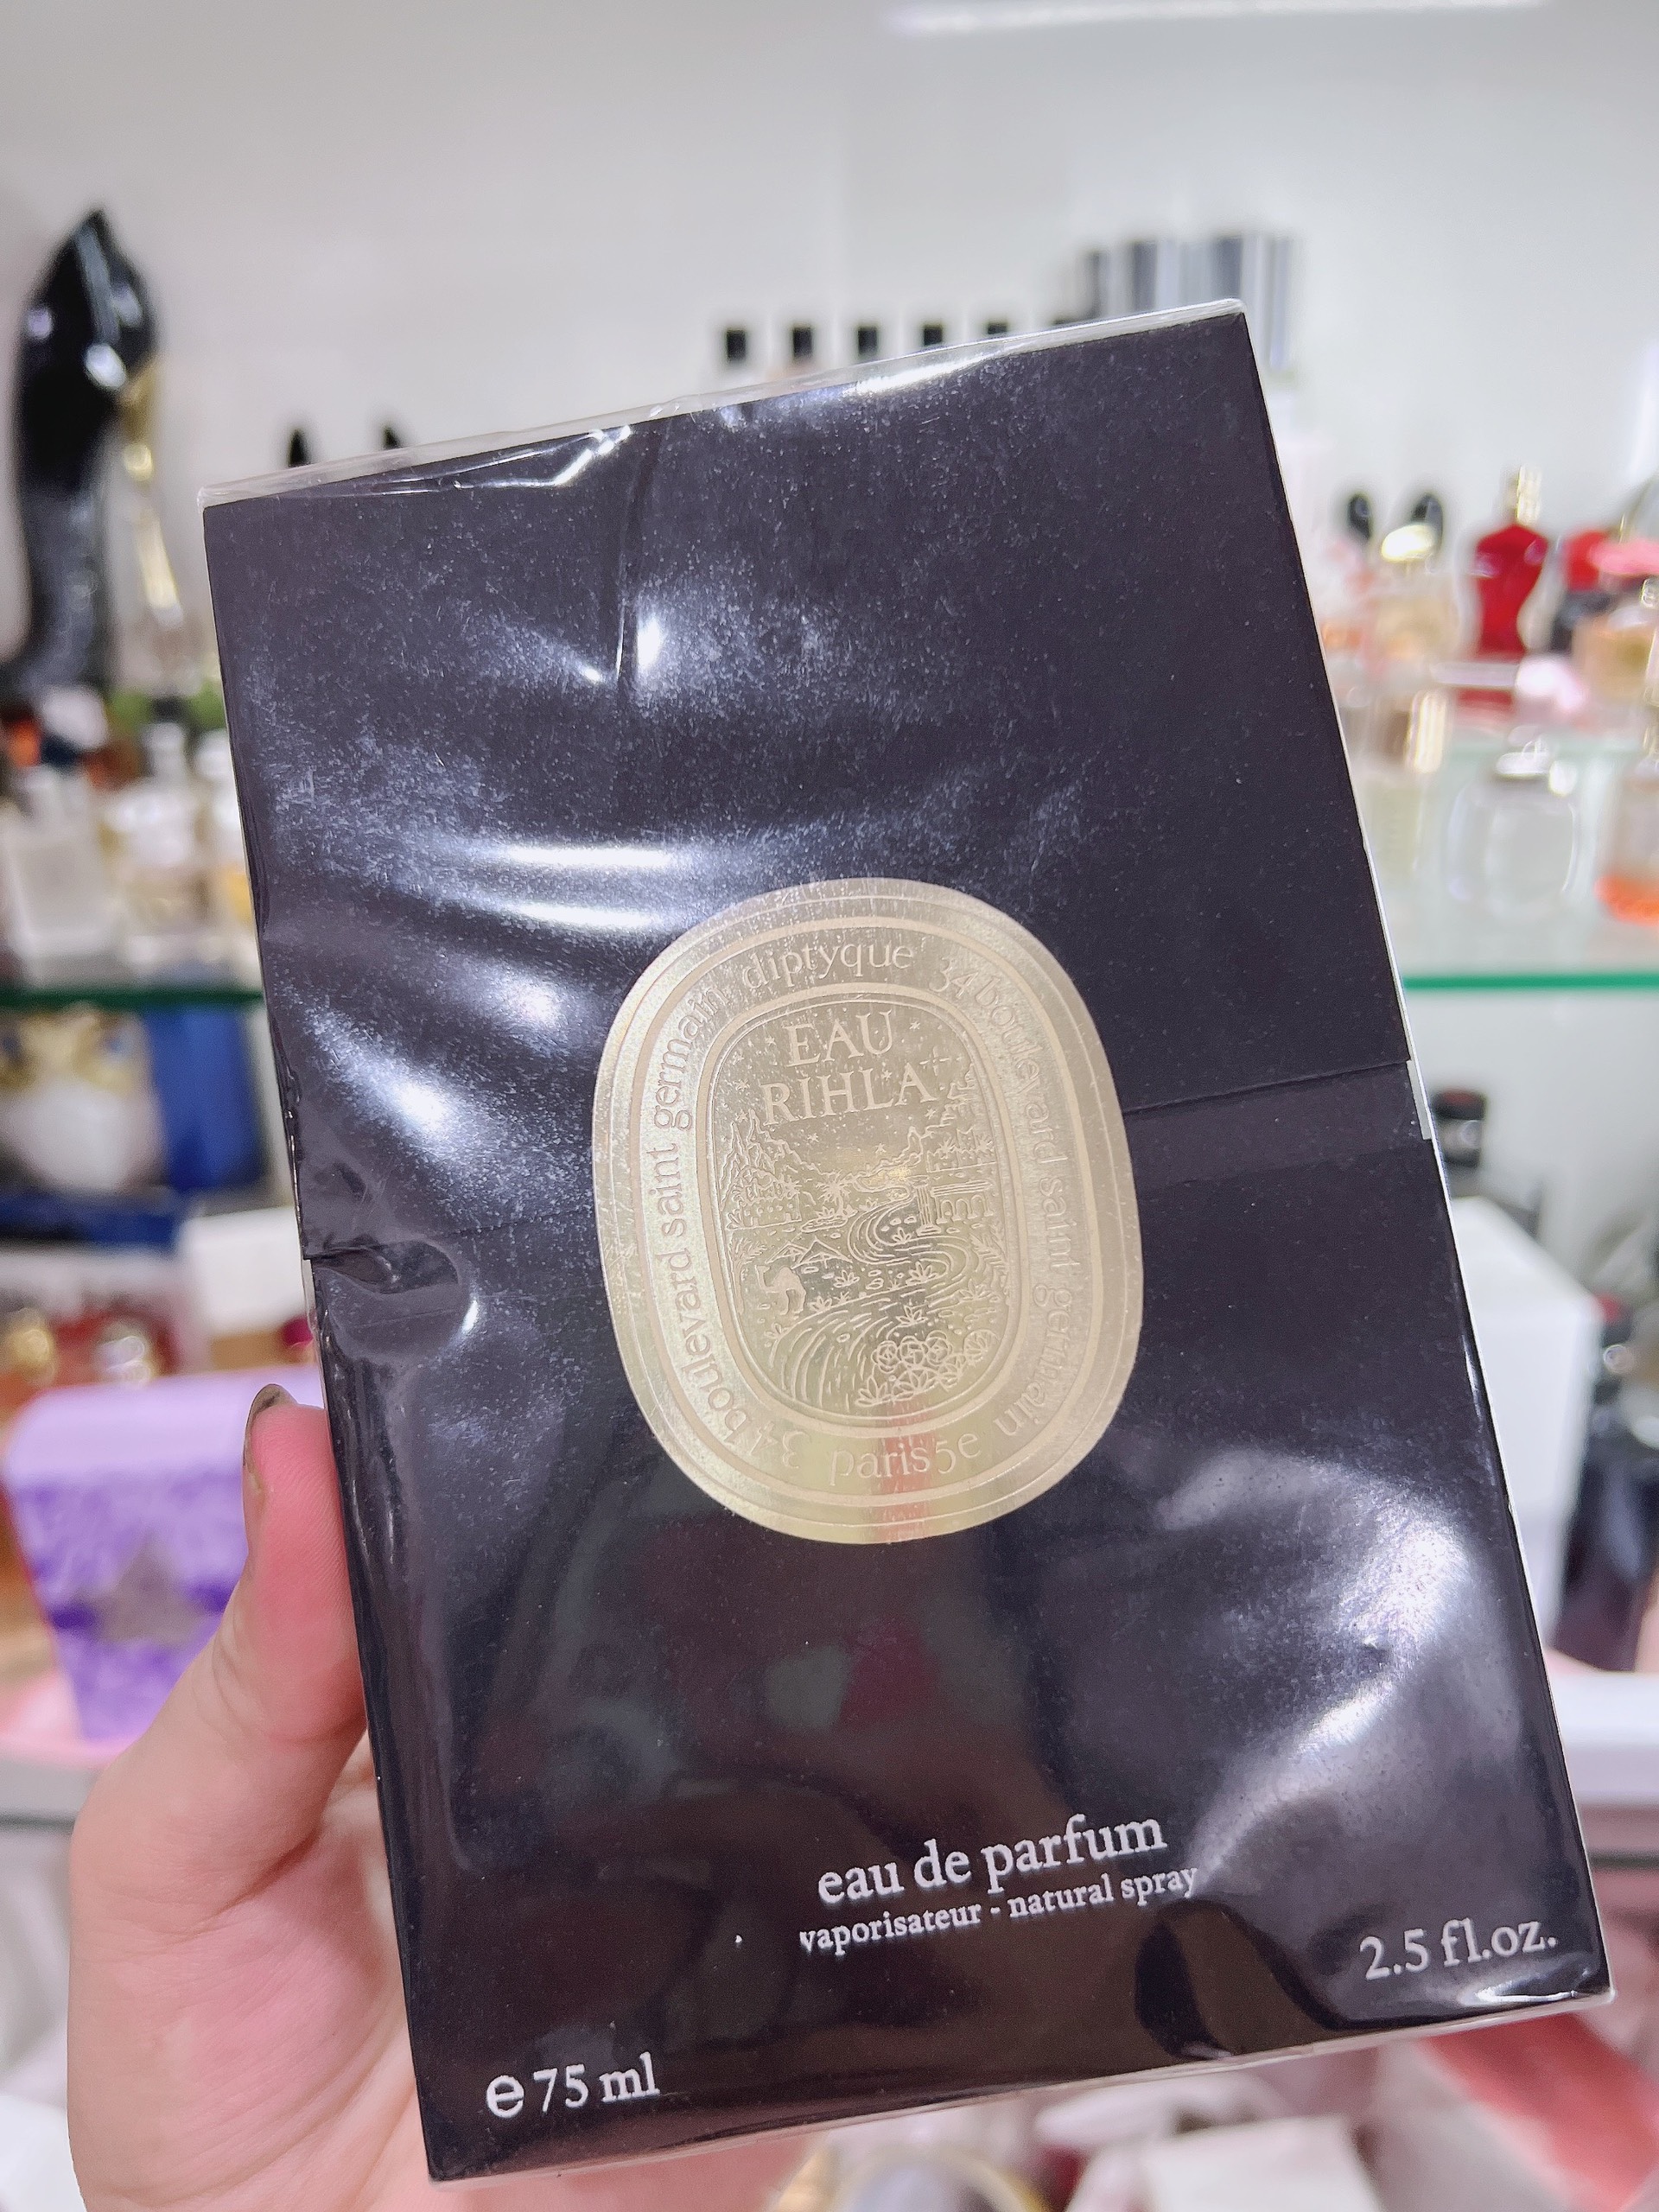 diptyque 34 boulevard saint germain paris 5e 34 boulevard saint germain
EAU
RIHLA
eau de parfum
vaporisateur - natural spray
2.5 fl.oz.
e 75 ml